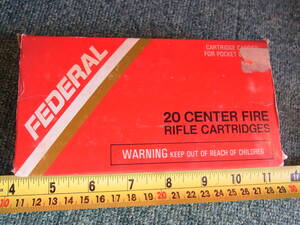 CARTRIDGE CARRIER
FOR POCKET
FEDERAL
20 CENTER FIRE
RIFLE CARTRIDGES
WARNING KEEP OUT OF REACH OF CHILDREN
4 5 6 7 8 9 10 11
10 11 12 13 14 15 16 17 18 19 20 21 22 23 24 25 26 27 28 29